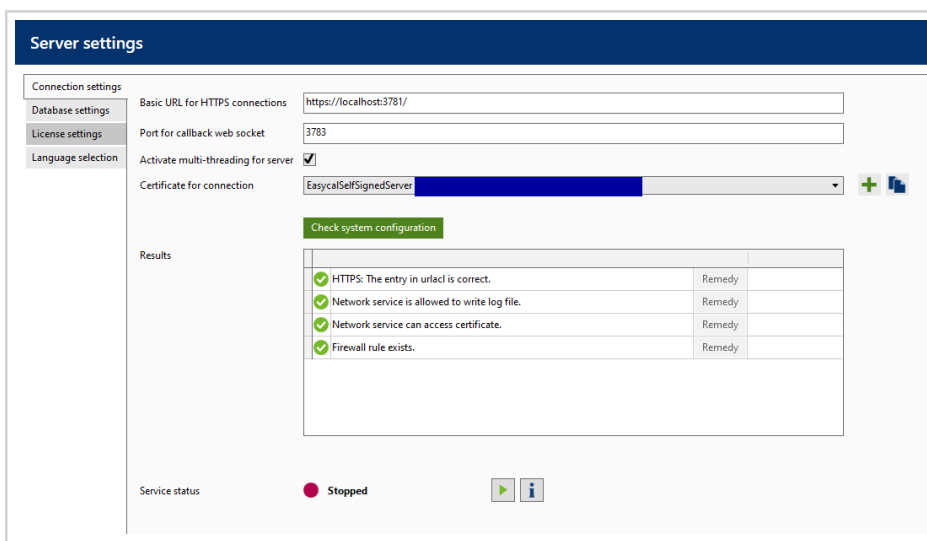 Server settings
Connection settings
Database settings
License settings
Language selection
Basic URL for HTTPS connections https://localhost:3781/
Port for callback web socket 3783
Activate multi-threading for server
Certificate for connection EasycalSelfSignedServer
Check system configuration
Results
HTTPS: The entry in urlacl is correct. Remedy
Network service is allowed to write log file. Remedy
Network service can access certificate. Remedy
Firewall rule exists. Remedy
Service status Stopped